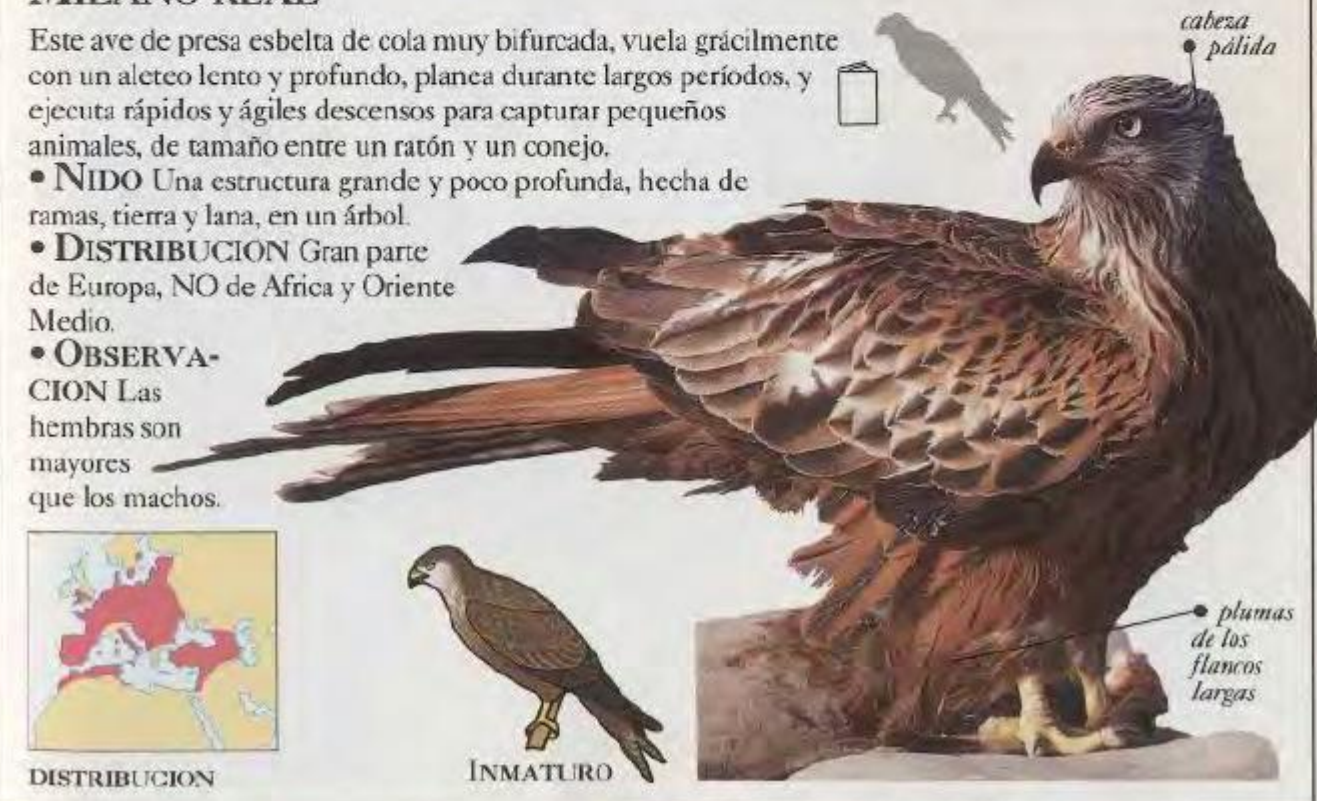 MILANO REAL
Este ave de presa esbelta de cola muy bifurcada, vuela grácilmente
con un aleteo lento y profundo, planea durante largos períodos, y
ejecuta rápidos y ágiles descensos para capturar pequeños
animales, de tamaño entre un ratón y un conejo.
• NIDO Una estructura grande y poco profunda, hecha de
ramas, tierra y lana, en un árbol.
• DISTRIBUCION Gran parte
de Europa, NO de Africa y Oriente
Medio.
• OBSERVA-
CION Las
hembras son
mayores
que los machos.
cabeza
pálida
plumas
de los
flancos
largas
DISTRIBUCION
INMATURO